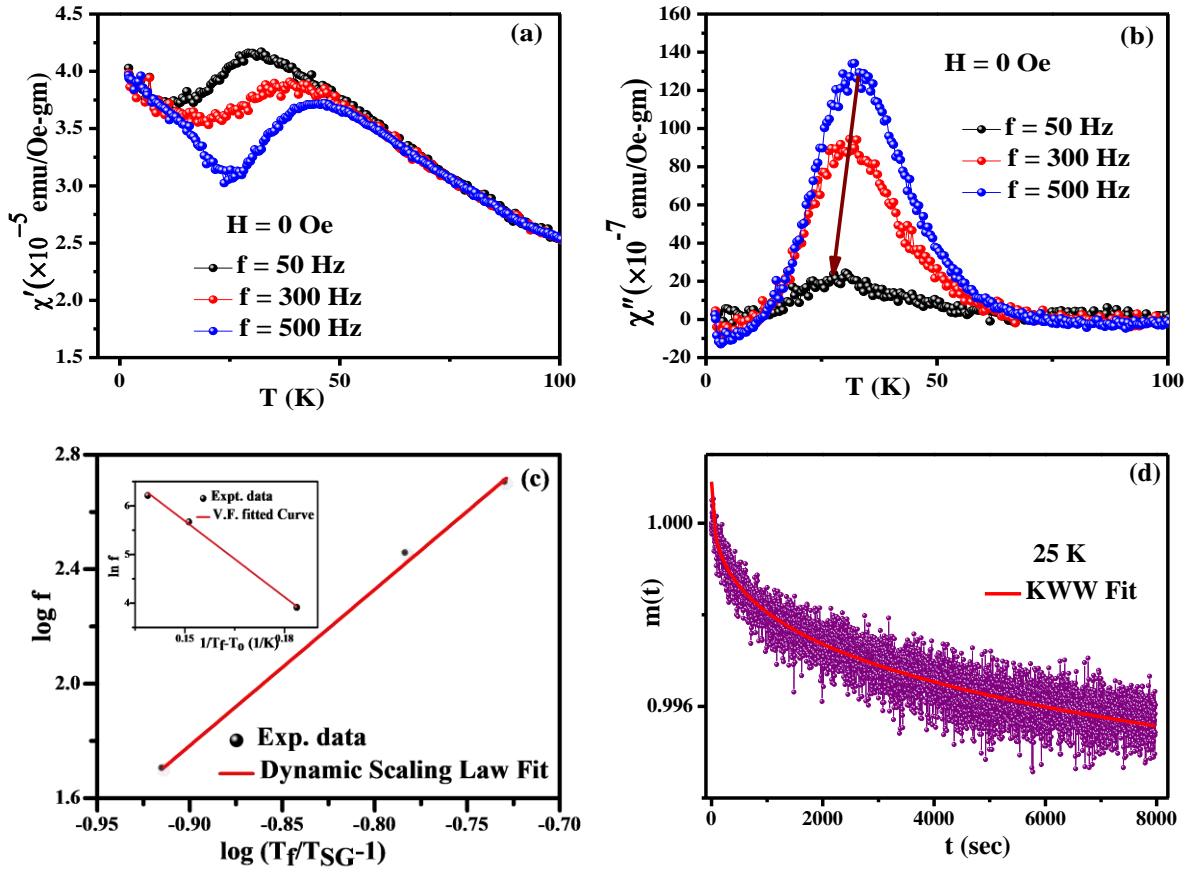 (a)
χ′(×10⁻⁵ emu/Oe-gm)
4.5
4.0
3.5
3.0
2.5
2.0
1.5
H = 0 Oe
f = 50 Hz
f = 300 Hz
f = 500 Hz
0
50
100
T (K)
(b)
χ″(×10⁻⁷ emu/Oe-gm)
160
140
120
100
80
60
40
20
0
-20
H = 0 Oe
f = 50 Hz
f = 300 Hz
f = 500 Hz
0
50
100
T (K)
(c)
log f
2.8
2.4
2.0
1.6
Expt. data
V.F. fitted Curve
ln f
6
5
4
0.15
0.18
1/T_f-T_o (1/K)
Exp. data
Dynamic Scaling Law Fit
-0.95
-0.90
-0.85
-0.80
-0.75
-0.70
log (T_f/T_SG-1)
(d)
m(t)
1.000
0.996
25 K
KWW Fit
0
2000
4000
6000
8000
t (sec)